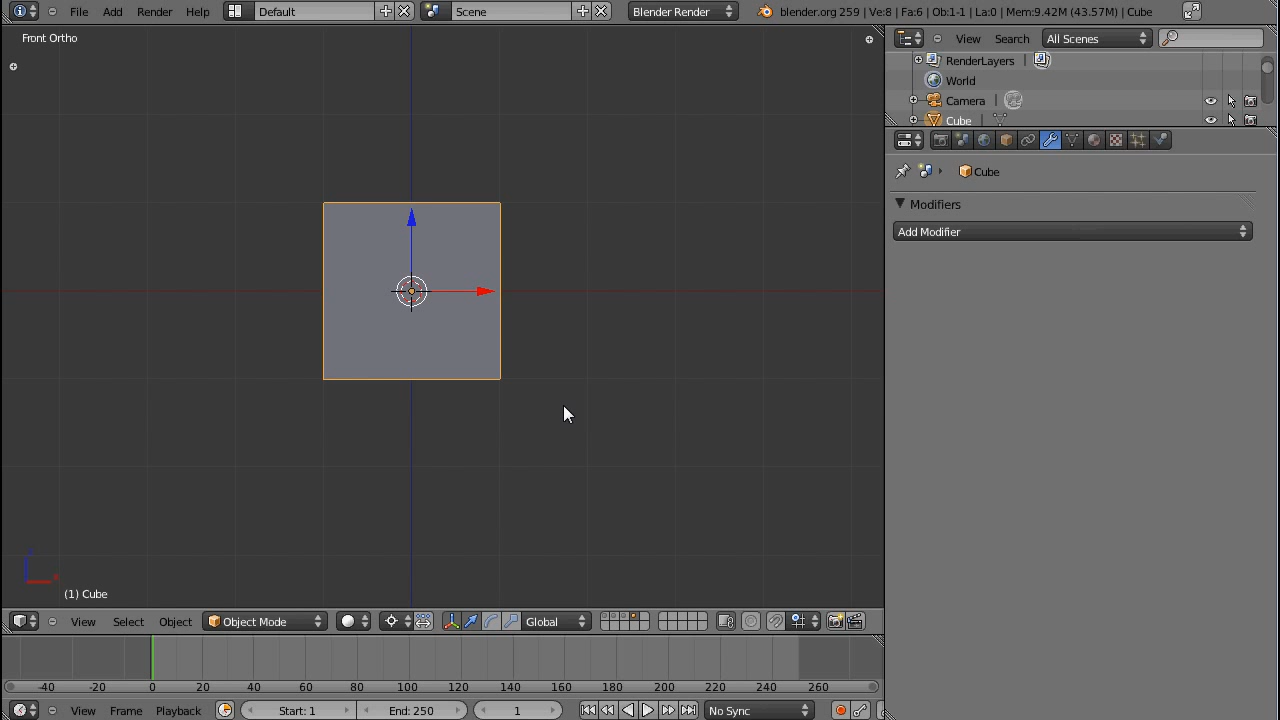 File Add Render Help Default Scene Blender Render blender.org 259 | Ve:8 | Fa:6 | Ob:1-1 | La:0 | Mem:9.42M (43.57M) | Cube
Front Ortho
View Search All Scenes
RenderLayers |
World
Camera |
Cube |
Cube
Modifiers
Add Modifier
(1) Cube
View Select Object Object Mode Global
-40 -20 0 20 40 60 80 100 120 140 160 180 200 220 240 260
View Frame Playback Start: 1 End: 250 1 No Sync